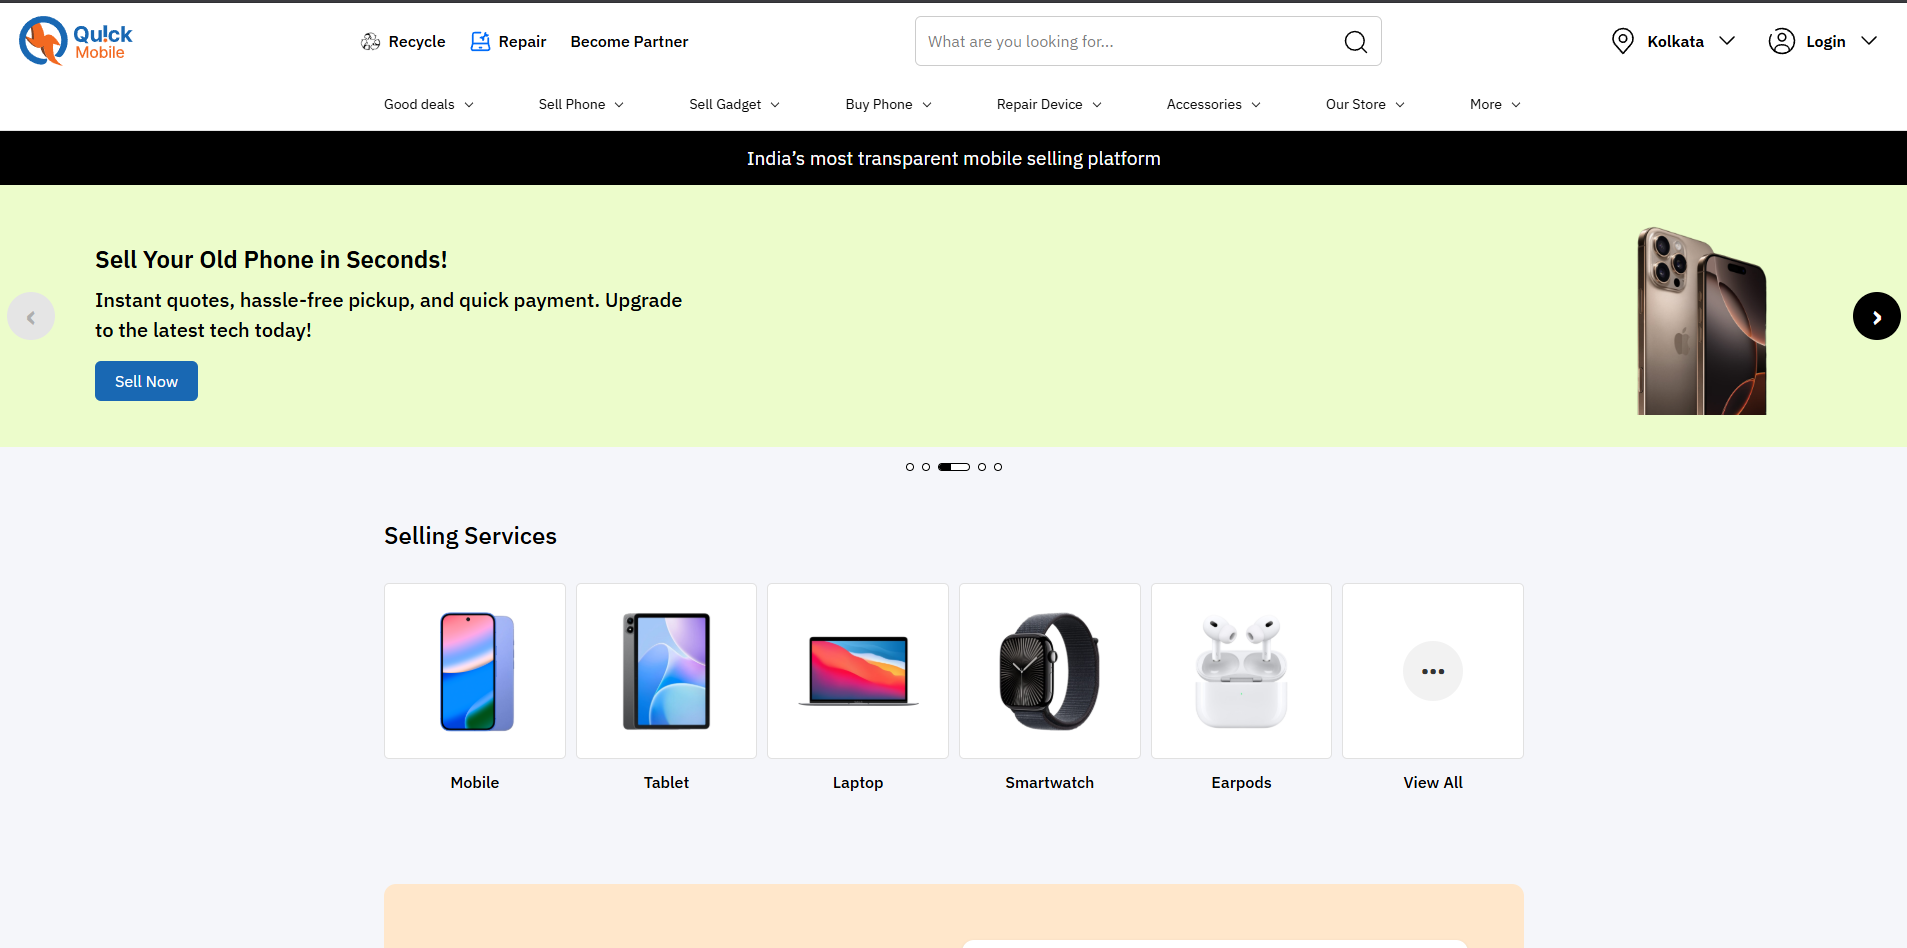 Qu!ck
Mobile
Recycle
Repair
Become Partner
What are you looking for...
Kolkata
Login
Good deals
Sell Phone
Sell Gadget
Buy Phone
Repair Device
Accessories
Our Store
More
India’s most transparent mobile selling platform
Sell Your Old Phone in Seconds!
Instant quotes, hassle-free pickup, and quick payment. Upgrade
to the latest tech today!
Sell Now
Selling Services
Mobile
Tablet
Laptop
Smartwatch
Earpods
View All